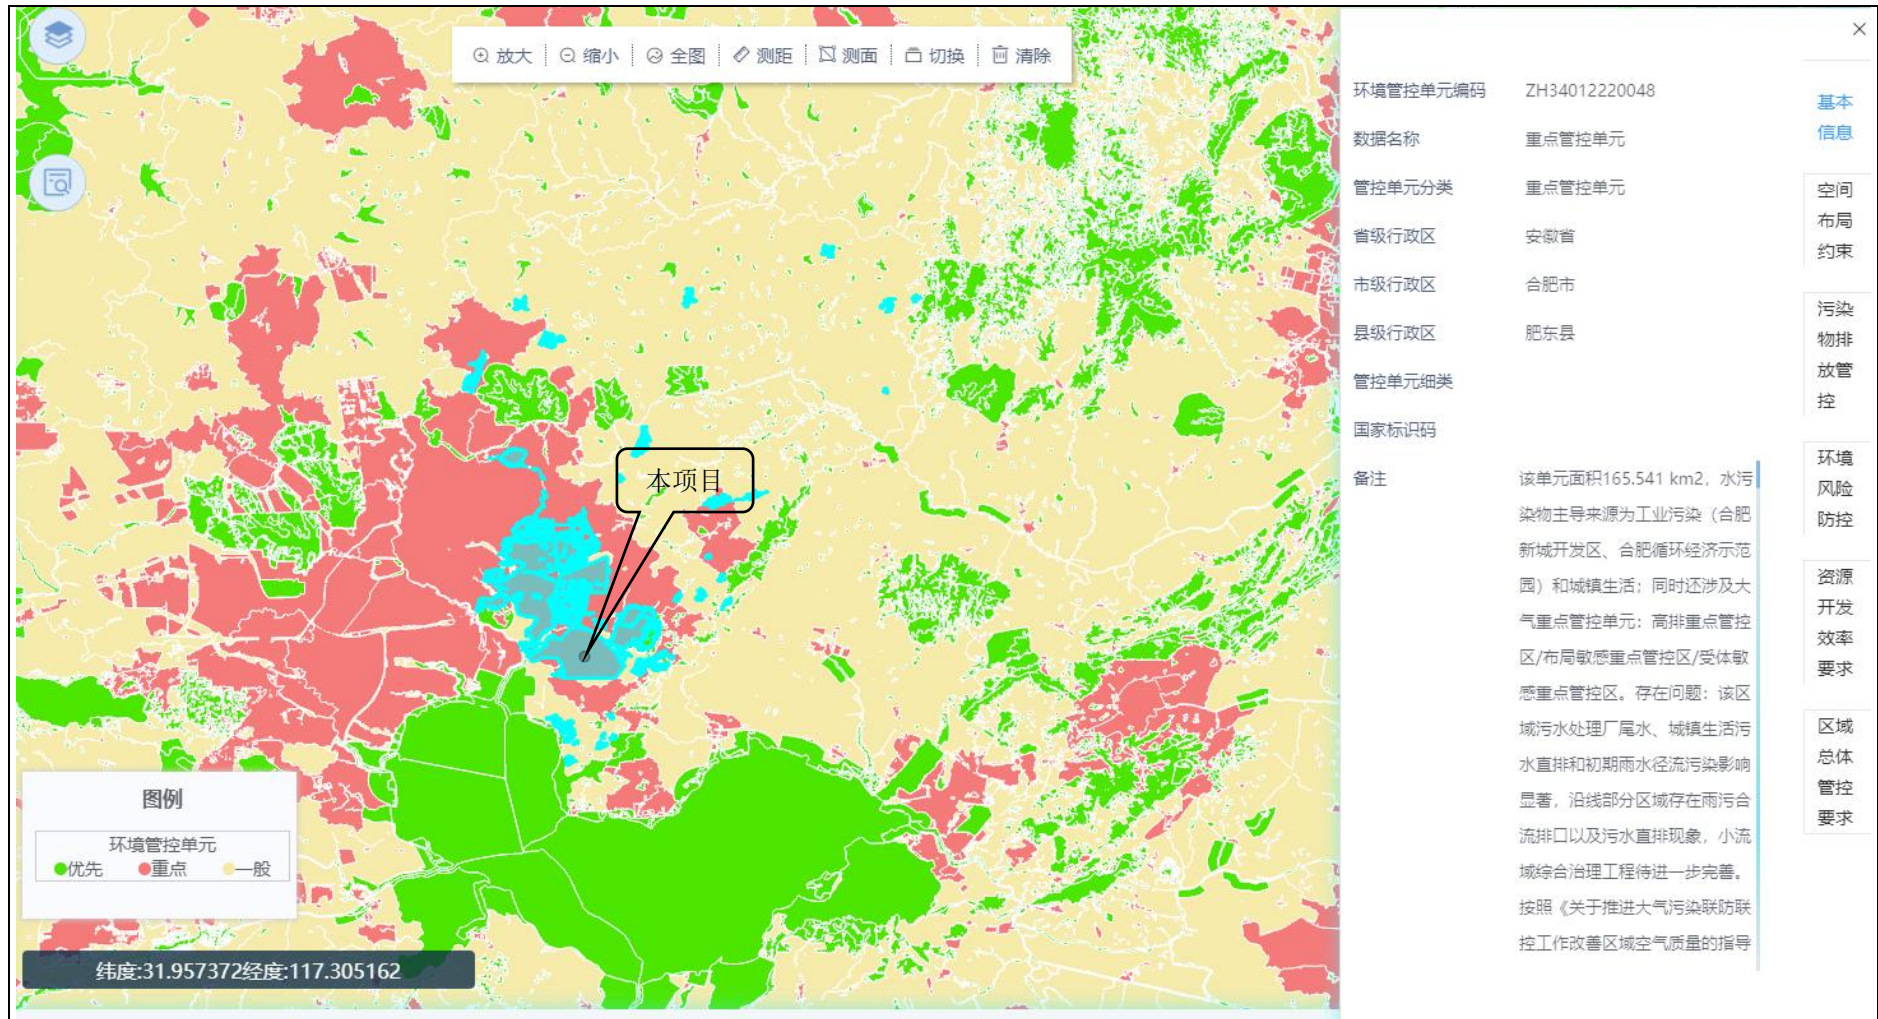 放大 缩小 全图 测距 测面 切换 清除
本项目
图例
环境管控单元
优先 重点 一般
纬度:31.957372经度:117.305162
环境管控单元编码 ZH34012220048
数据名称 重点管控单元
管控单元分类 重点管控单元
省级行政区 安徽省
市级行政区 合肥市
县级行政区 肥东县
管控单元细类
国家标识码
备注 该单元面积165.541 km2，水污
染物主导来源为工业污染（合肥
新城开发区、合肥循环经济示范
园）和城镇生活；同时还涉及大
气重点管控单元：高排重点管控
区/布局敏感重点管控区/受体敏
感重点管控区。存在问题：该区
域污水处理厂尾水、城镇生活污
水直排和初期雨水径流污染影响
显著，沿线部分区域存在雨污合
流排口以及污水直排现象，小流
域综合治理工程待进一步完善。
按照《关于推进大气污染联防联
控工作改善区域空气质量的指导
基本
信息
空间
布局
约束
污染
物排
放管
控
环境
风险
防控
资源
开发
效率
要求
区域
总体
管控
要求